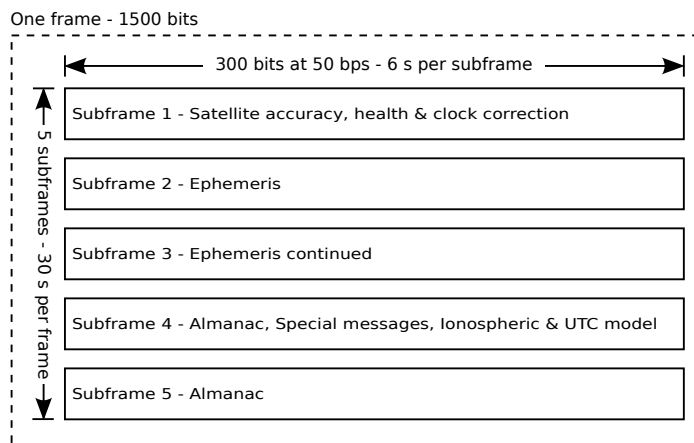 One frame - 1500 bits
300 bits at 50 bps - 6 s per subframe
5 subframes - 30 s per frame
Subframe 1 - Satellite accuracy, health & clock correction
Subframe 2 - Ephemeris
Subframe 3 - Ephemeris continued
Subframe 4 - Almanac, Special messages, Ionospheric & UTC model
Subframe 5 - Almanac